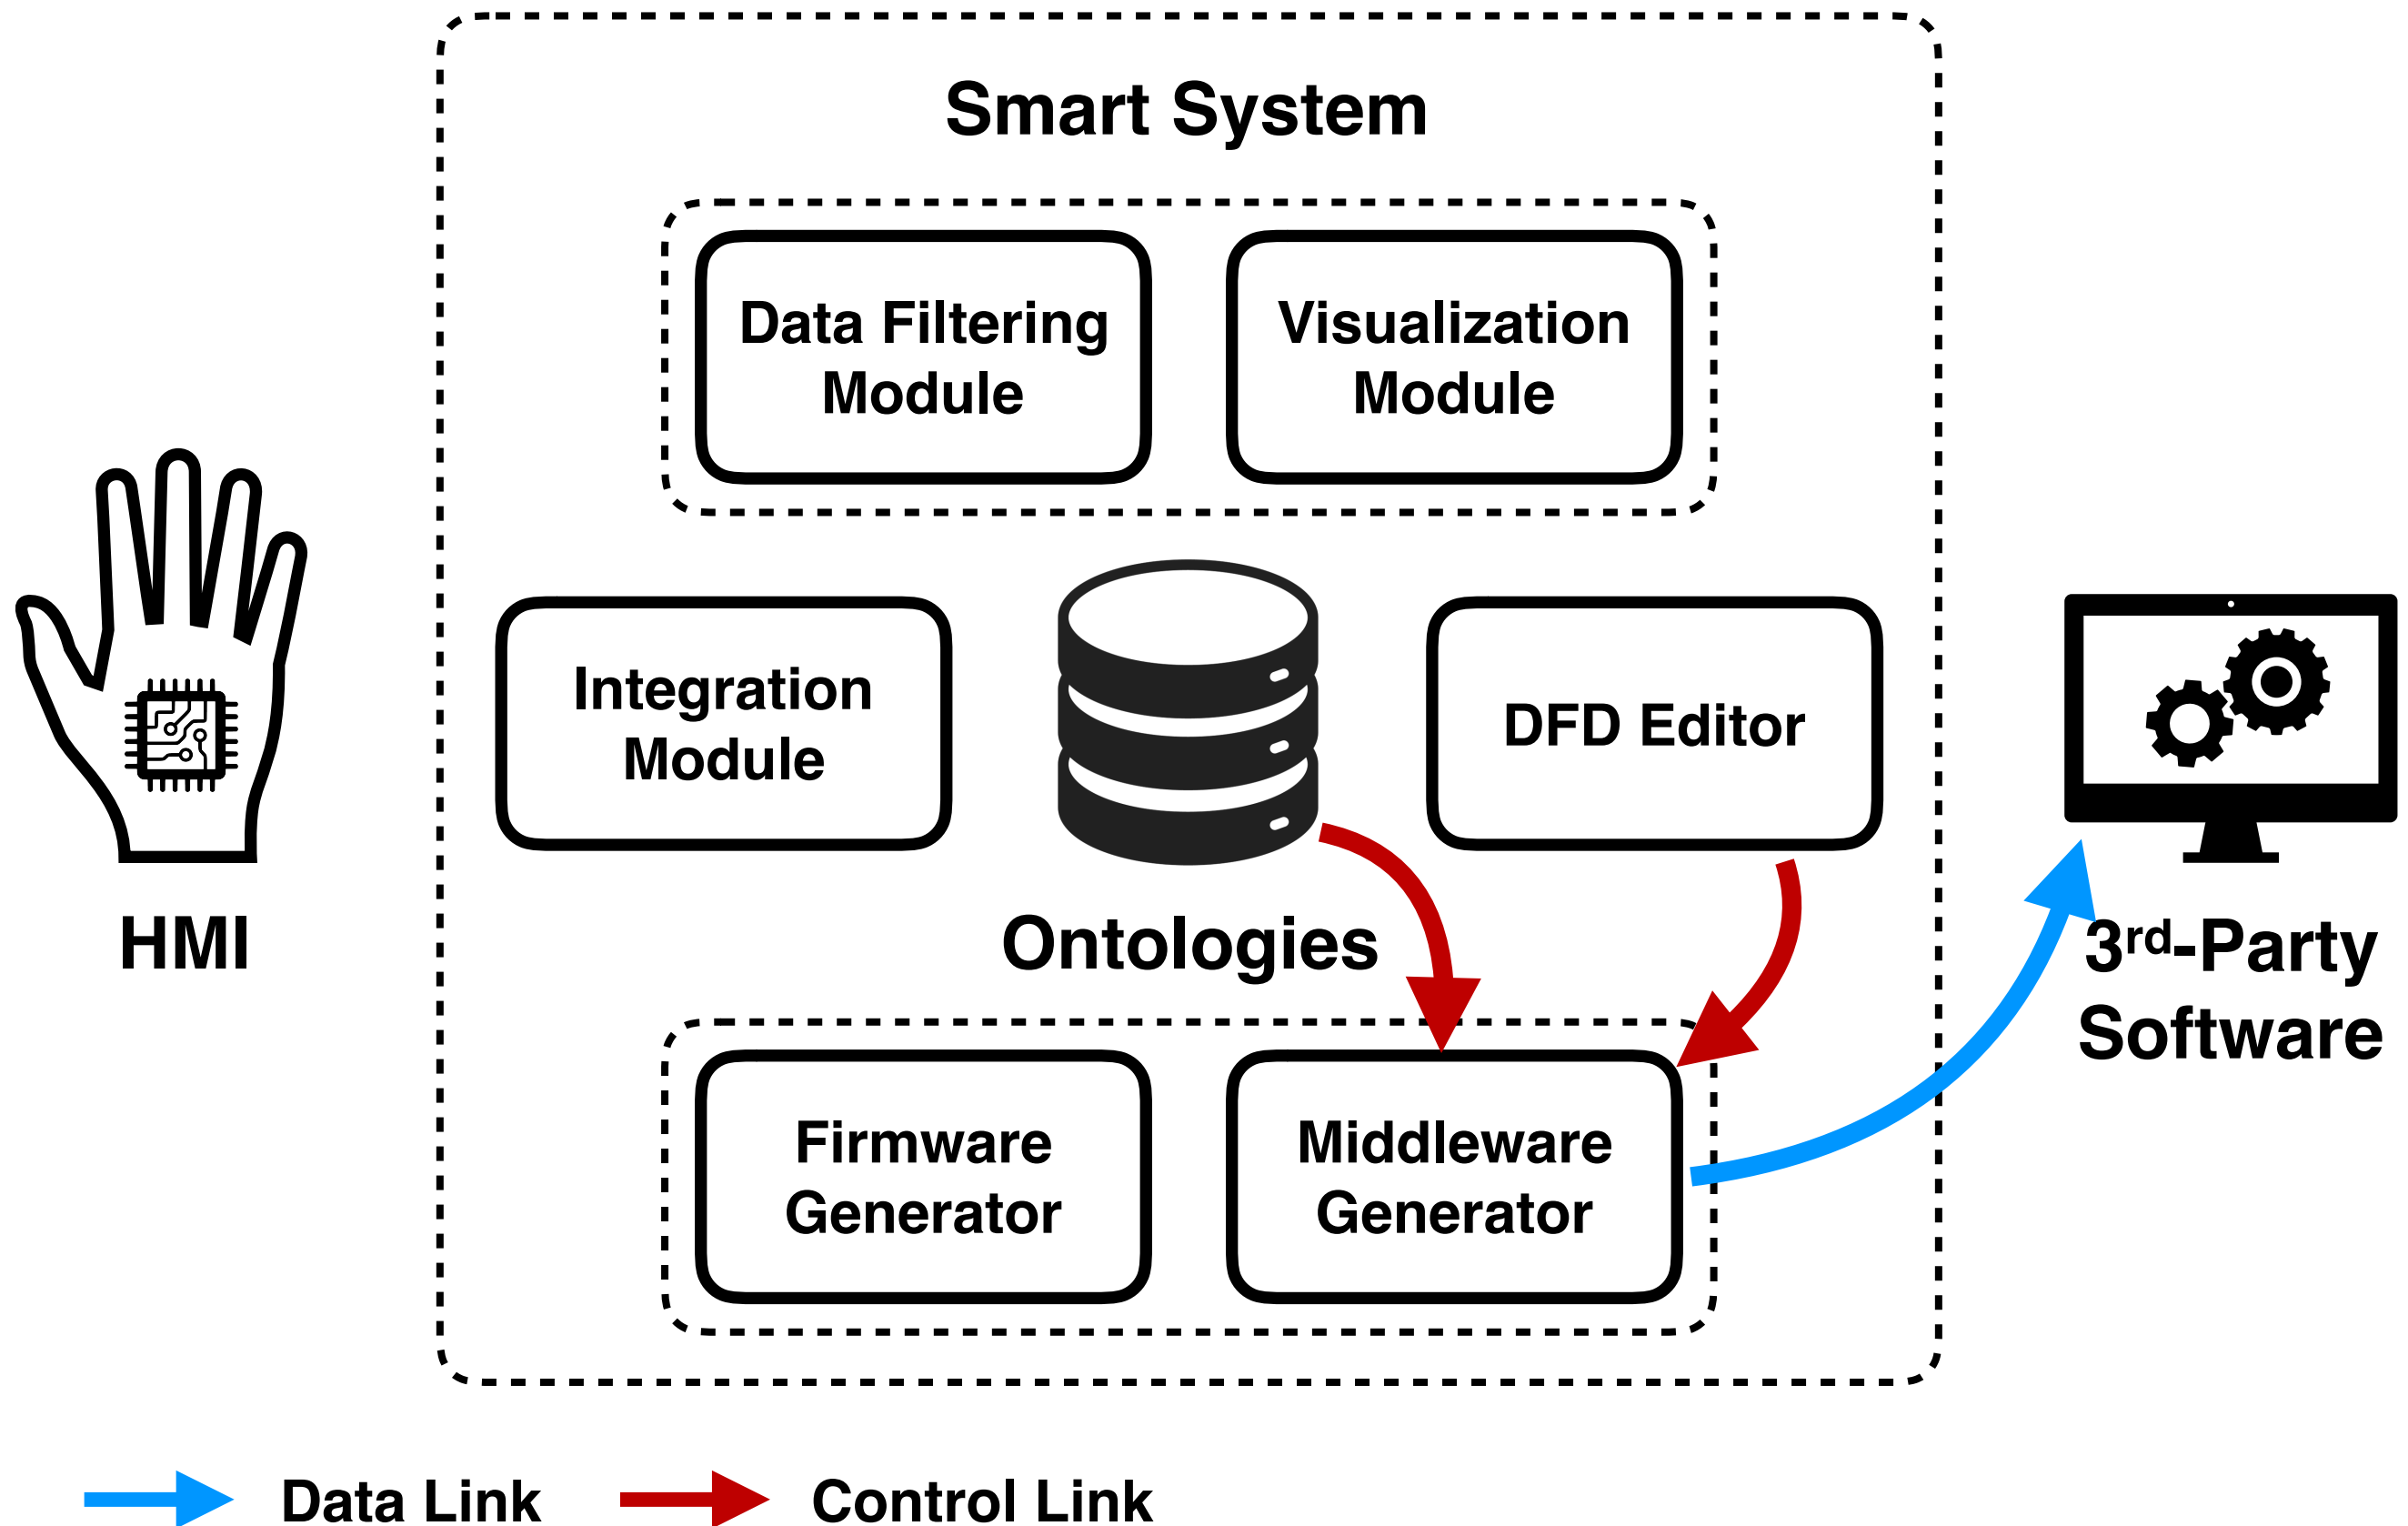 Smart System
Data Filtering
Module
Visualization
Module
Integration
Module
DFD Editor
HMI
Ontologies
3rd-Party
Software
Firmware
Generator
Middleware
Generator
Data Link
Control Link